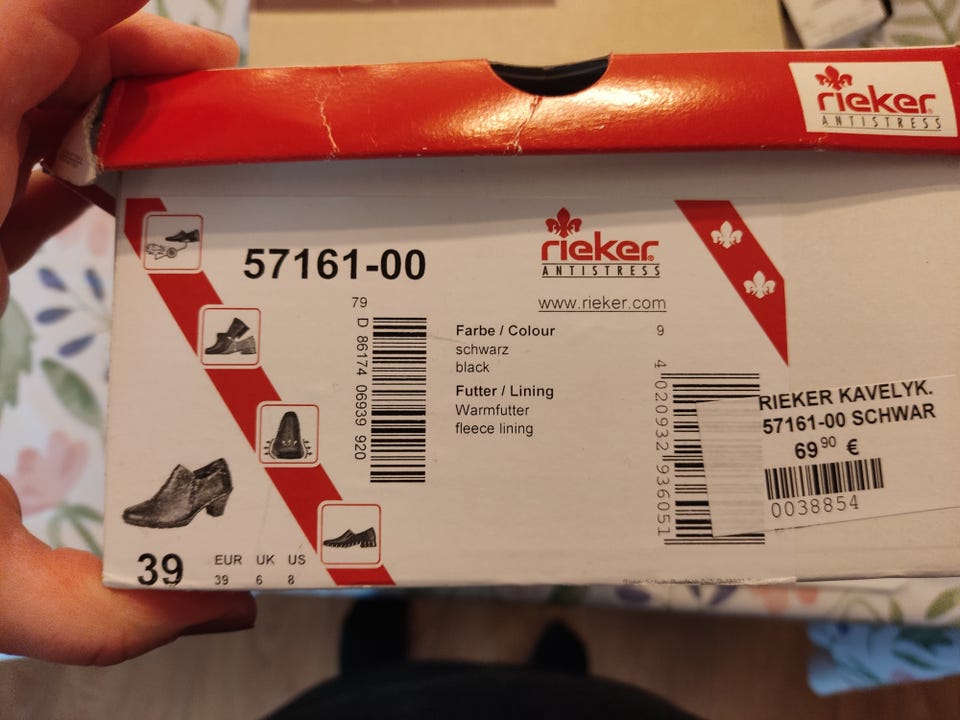 rieker
ANTISTRESS
57161-00
rieker
ANTISTRESS
www.rieker.com
79
D 86174 06939 920
Farbe / Colour
schwarz
black
Futter / Lining
Warmfutter
fleece lining
9
4 020932 936051
RIEKER KAVELYK.
57161-00 SCHWAR
69 90 €
0038854
39
EUR UK US
39 6 8